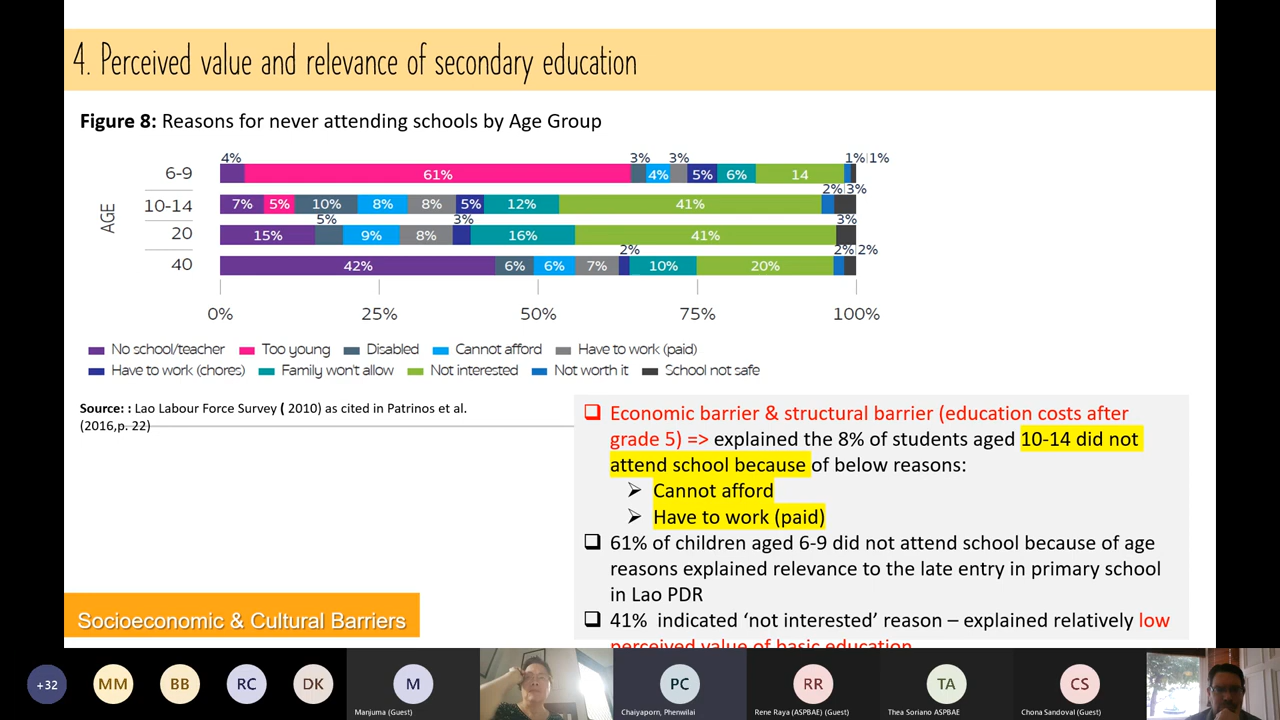 4. Perceived value and relevance of secondary education
Figure 8: Reasons for never attending schools by Age Group
4% 3% 3% 1% 1%
6-9 61% 4% 5% 6% 14
2% 3%
10-14 7% 5% 10% 8% 8% 5% 12% 41%
5% 3% 3%
20 15% 9% 8% 16% 41%
2% 2% 2%
40 42% 6% 6% 7% 10% 20%
AGE
0% 25% 50% 75% 100%
No school/teacher Too young Disabled Cannot afford Have to work (paid)
Have to work (chores) Family won't allow Not interested Not worth it School not safe
Source: : Lao Labour Force Survey ( 2010) as cited in Patrinos et al.
(2016,p. 22)
Economic barrier & structural barrier (education costs after
grade 5) => explained the 8% of students aged 10-14 did not
attend school because of below reasons:
Cannot afford
Have to work (paid)
61% of children aged 6-9 did not attend school because of age
reasons explained relevance to the late entry in primary school
in Lao PDR
41% indicated ‘not interested’ reason – explained relatively low
perceived value of basic education
Socioeconomic & Cultural Barriers
+32 MM BB RC DK M PC RR TA CS
Manjuma (Guest) Chaiyaporn, Phenwilai Rene Raya (ASPBAE) (Guest) Thea Soriano ASPBAE Chona Sandoval (Guest)